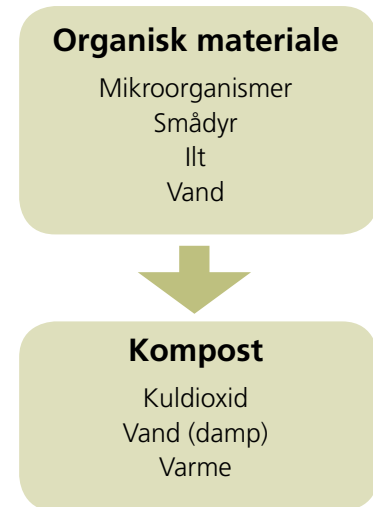 Organisk materiale
Mikroorganismer
Smådyr
Ilt
Vand
Kompost
Kuldioxid
Vand (damp)
Varme